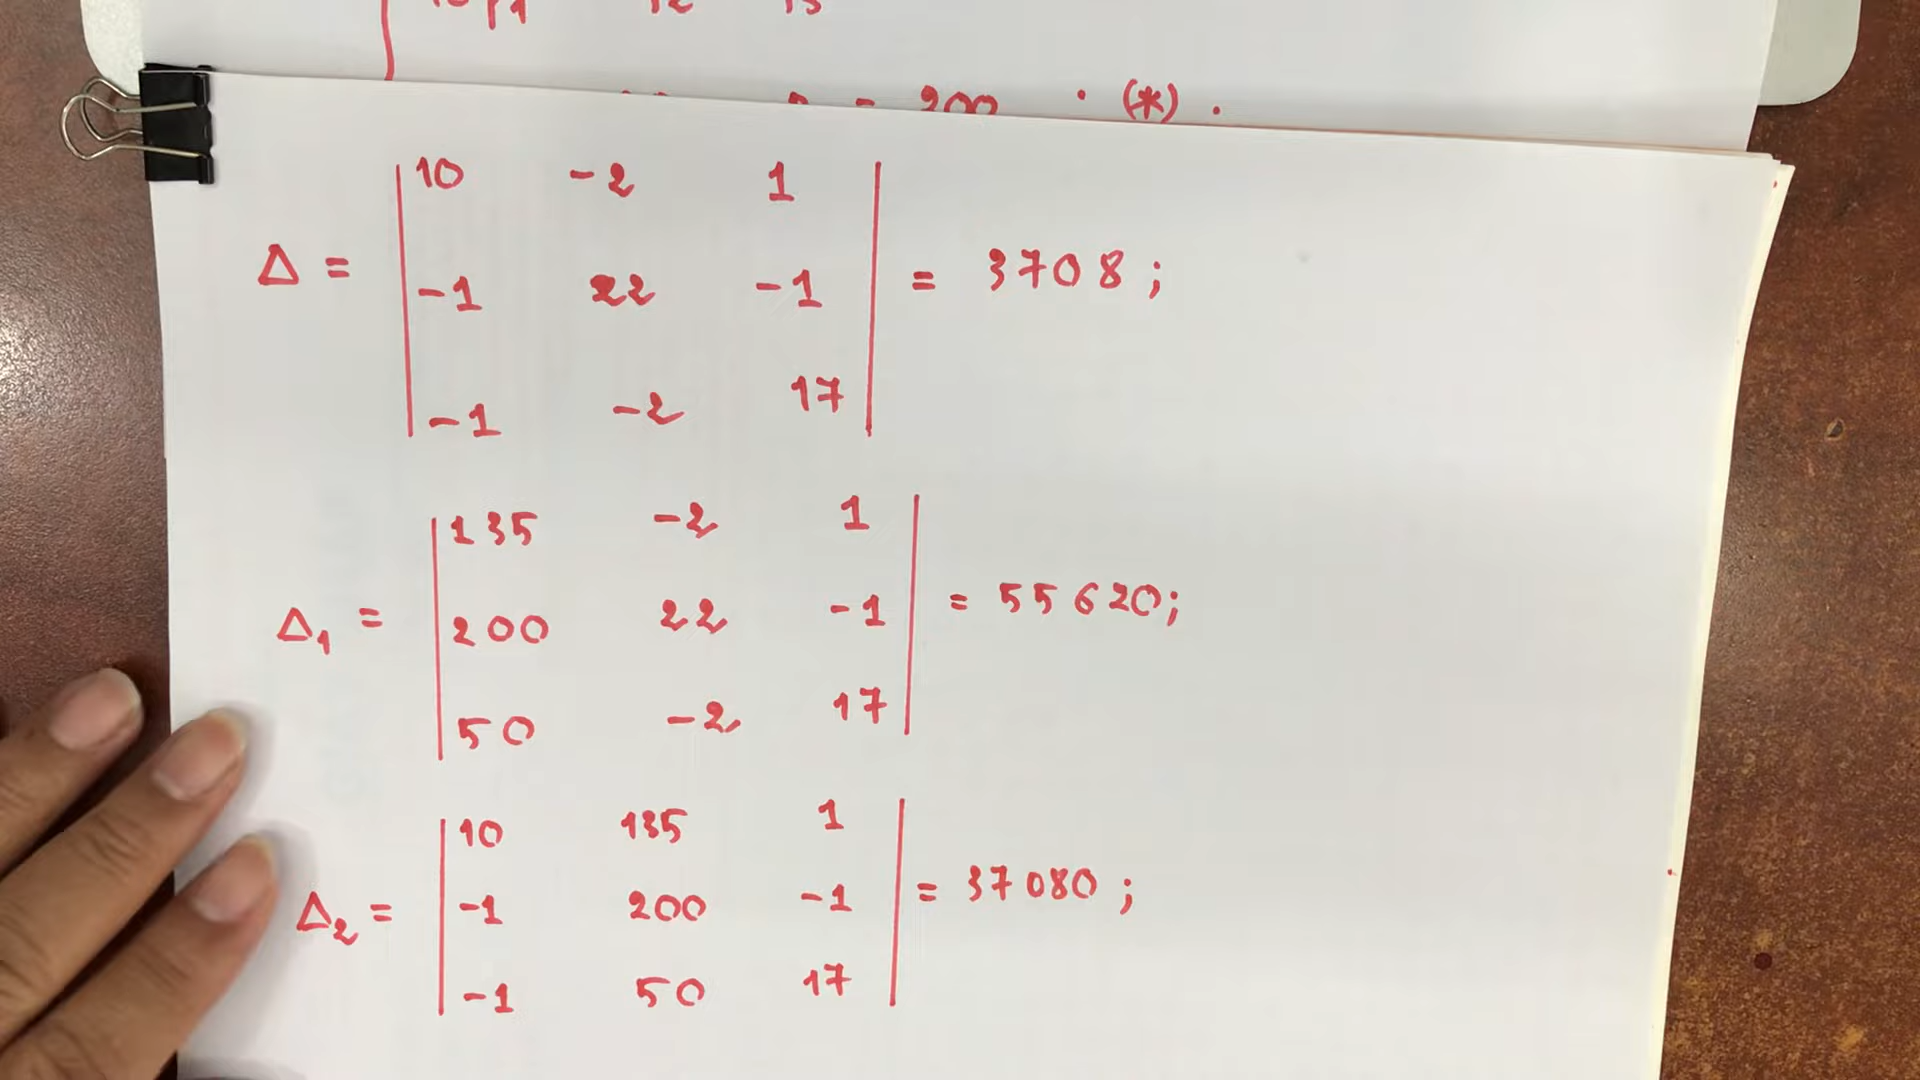 = 200 . (*) .
10 -2 1
Δ = -1 22 -1 = 3708 ;
-1 -2 17
135 -2 1
Δ1 = 200 22 -1 = 55620;
50 -2 17
10 135 1
Δ2 = -1 200 -1 = 37080 ;
-1 50 17